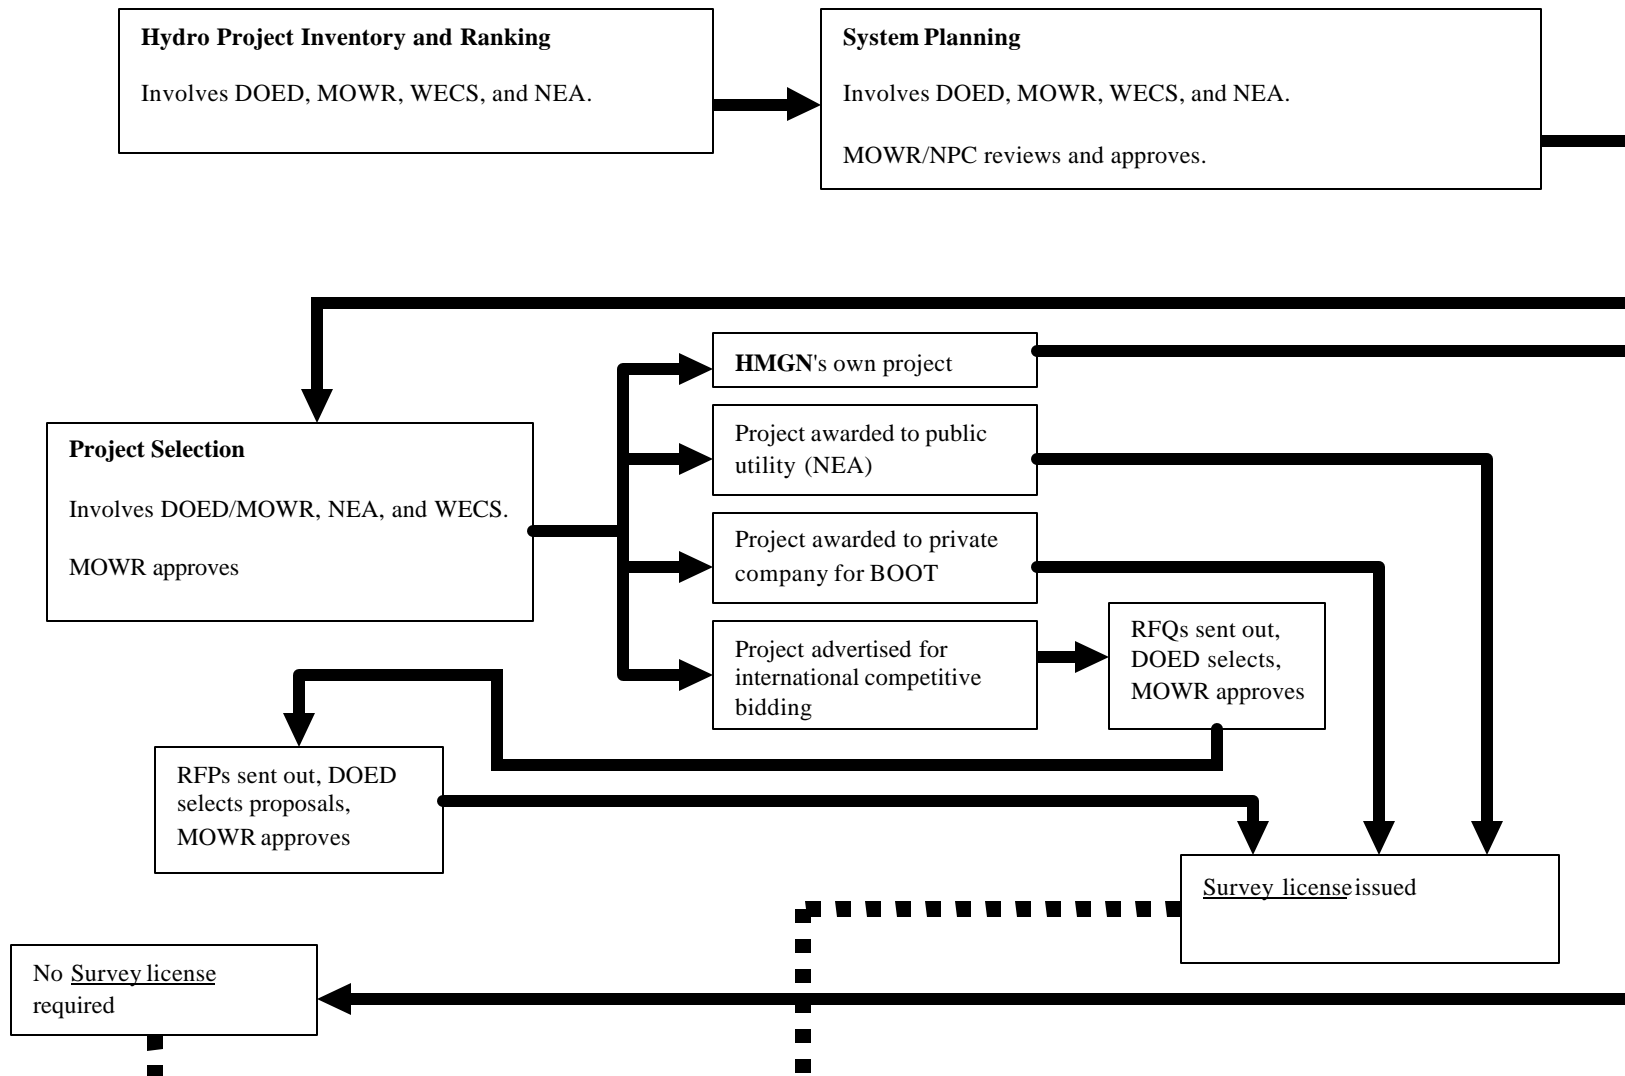 Hydro Project Inventory and Ranking
Involves DOED, MOWR, WECS, and NEA.
System Planning
Involves DOED, MOWR, WECS, and NEA.
MOWR/NPC reviews and approves.
HMGN's own project
Project awarded to public
utility (NEA)
Project Selection
Involves DOED/MOWR, NEA, and WECS.
MOWR approves
Project awarded to private
company for BOOT
Project advertised for
international competitive
bidding
RFQs sent out,
DOED selects,
MOWR approves
RFPs sent out, DOED
selects proposals,
MOWR approves
Survey license issued
No Survey license
required